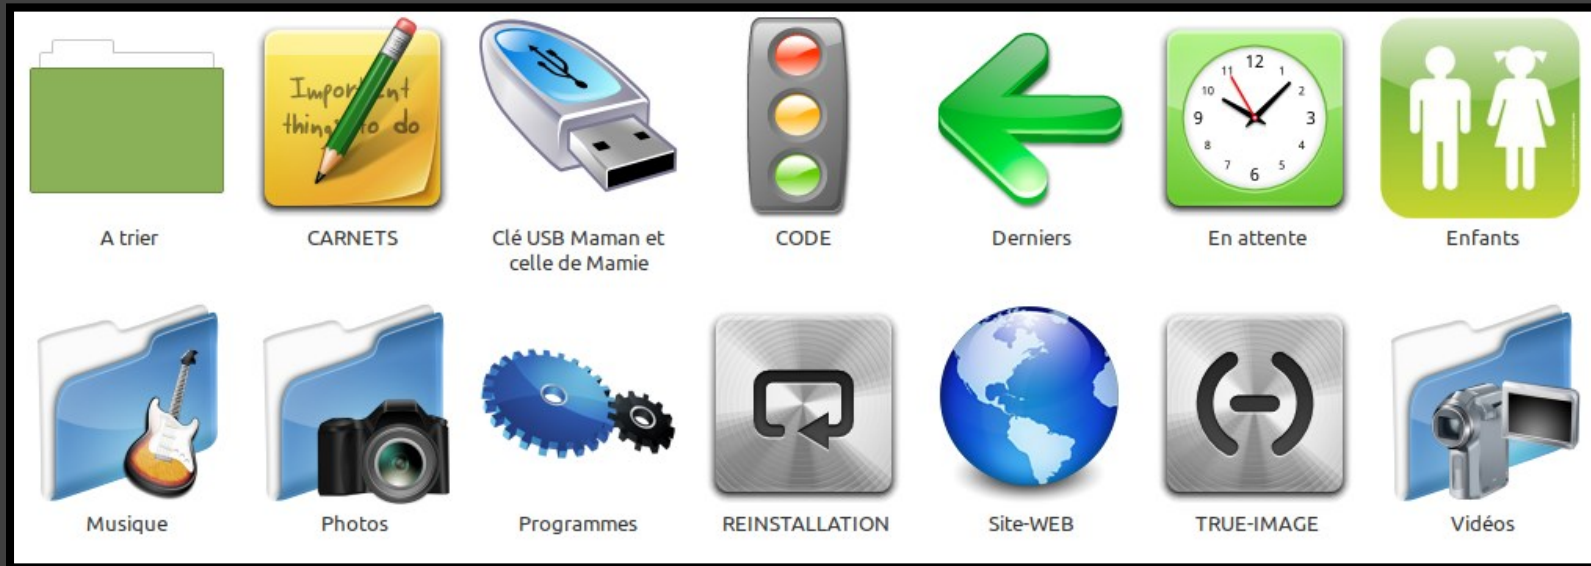 Important
things to do
12
11
1
10
2
9
3
8
4
7
5
6
A trier
CARNETS
Clé USB Maman et
celle de Mamie
CODE
Derniers
En attente
Enfants
Musique
Photos
Programmes
REINSTALLATION
Site-WEB
TRUE-IMAGE
Vidéos